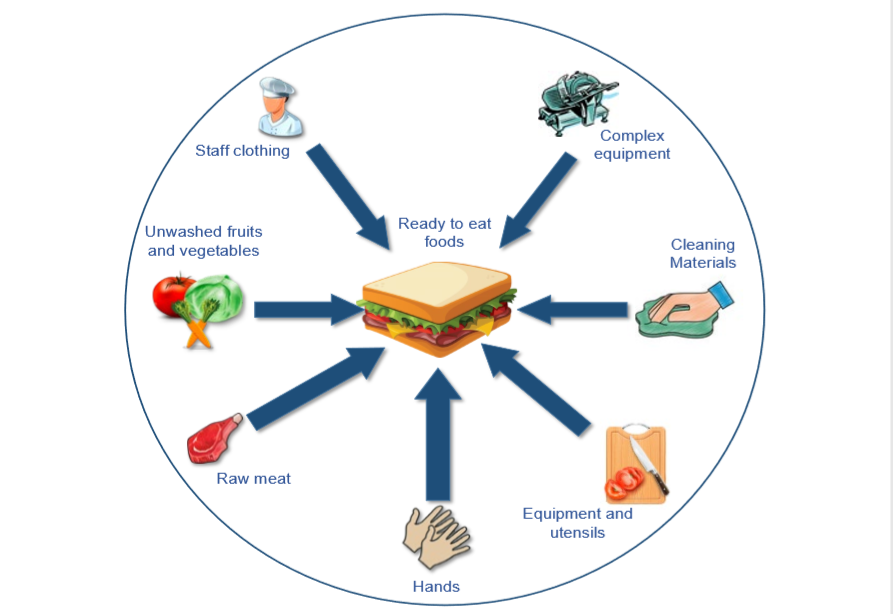 Staff clothing
Complex
equipment
Ready to eat
foods
Unwashed fruits
and vegetables
Cleaning
Materials
Raw meat
Equipment and
utensils
Hands